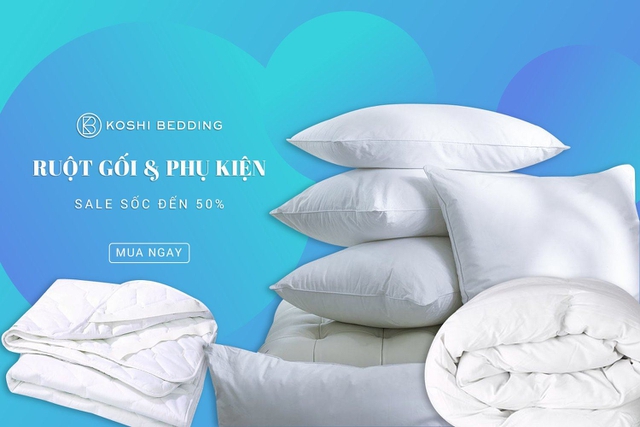 KOSHI BEDDING
RUỘT GỐI & PHỤ KIỆN
SALE SỐC ĐẾN 50%
MUA NGAY